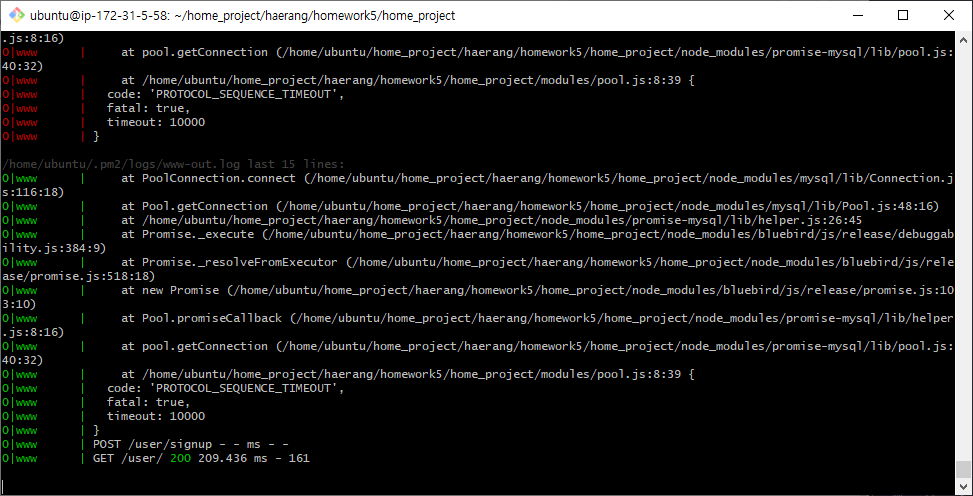 ubuntu@ip-172-31-5-58: ~/home_project/haerang/homework5/home_project
.js:8:16)
0|www      |     at pool.getConnection (/home/ubuntu/home_project/haerang/homework5/home_project/node_modules/promise-mysql/lib/pool.js:
40:32)
0|www      |     at /home/ubuntu/home_project/haerang/homework5/home_project/modules/pool.js:8:39 {
0|www      |   code: 'PROTOCOL_SEQUENCE_TIMEOUT',
0|www      |   fatal: true,
0|www      |   timeout: 10000
0|www      | }
/home/ubuntu/.pm2/logs/www-out.log last 15 lines:
0|www      |     at PoolConnection.connect (/home/ubuntu/home_project/haerang/homework5/home_project/node_modules/mysql/lib/Connection.j
s:116:18)
0|www      |     at Pool.getConnection (/home/ubuntu/home_project/haerang/homework5/home_project/node_modules/mysql/lib/Pool.js:48:16)
0|www      |     at /home/ubuntu/home_project/haerang/homework5/home_project/node_modules/promise-mysql/lib/helper.js:26:45
0|www      |     at Promise._execute (/home/ubuntu/home_project/haerang/homework5/home_project/node_modules/bluebird/js/release/debuggab
ility.js:384:9)
0|www      |     at Promise._resolveFromExecutor (/home/ubuntu/home_project/haerang/homework5/home_project/node_modules/bluebird/js/rele
ase/promise.js:518:18)
0|www      |     at new Promise (/home/ubuntu/home_project/haerang/homework5/home_project/node_modules/bluebird/js/release/promise.js:10
3:10)
0|www      |     at Pool.promiseCallback (/home/ubuntu/home_project/haerang/homework5/home_project/node_modules/promise-mysql/lib/helper
.js:8:16)
0|www      |     at pool.getConnection (/home/ubuntu/home_project/haerang/homework5/home_project/node_modules/promise-mysql/lib/pool.js:
40:32)
0|www      |     at /home/ubuntu/home_project/haerang/homework5/home_project/modules/pool.js:8:39 {
0|www      |   code: 'PROTOCOL_SEQUENCE_TIMEOUT',
0|www      |   fatal: true,
0|www      |   timeout: 10000
0|www      | }
0|www      | POST /user/signup - - ms - -
0|www      | GET /user/ 200 209.436 ms - 161